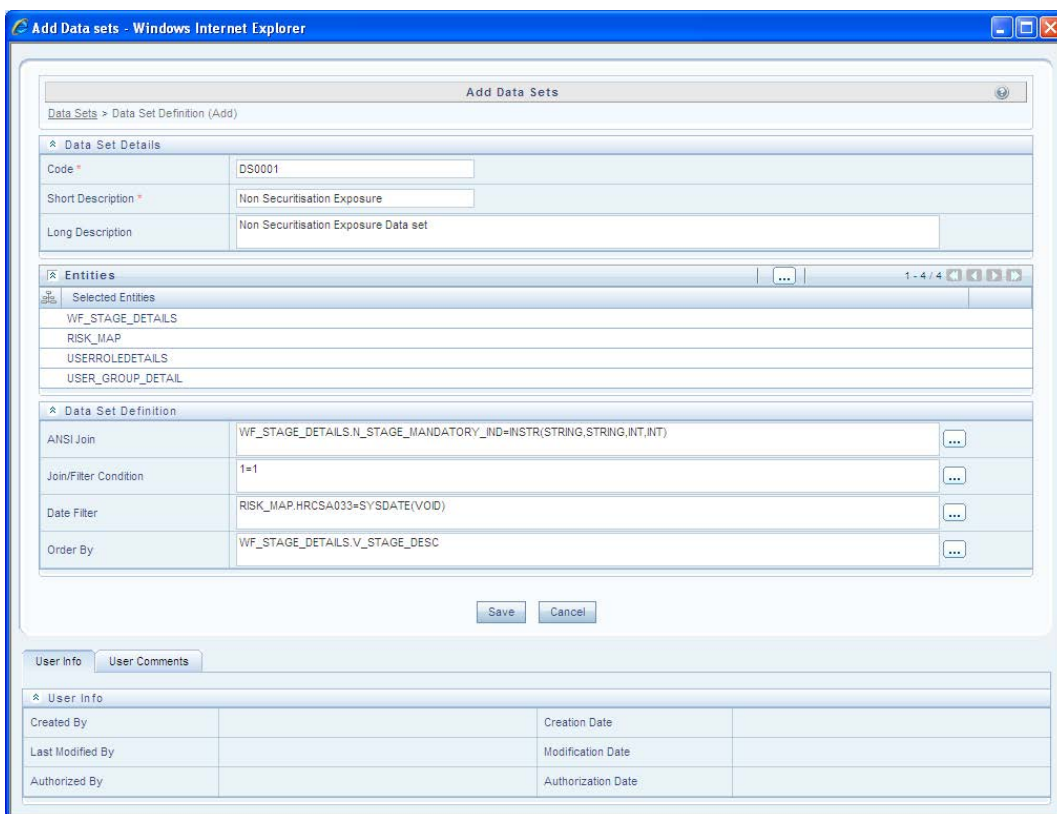 Add Data sets - Windows Internet Explorer
Add Data Sets
Data Sets > Data Set Definition (Add)
Data Set Details
Code * DS0001
Short Description * Non Securitisation Exposure
Long Description Non Securitisation Exposure Data set
Entities ... 1 - 4 / 4
Selected Entities
WF_STAGE_DETAILS
RISK_MAP
USERROLEDETAILS
USER_GROUP_DETAIL
Data Set Definition
ANSI Join WF_STAGE_DETAILS.N_STAGE_MANDATORY_IND=INSTR(STRING,STRING,INT,INT) ...
Join/Filter Condition 1=1 ...
Date Filter RISK_MAP.HRCSA033=SYSDATE(VOID) ...
Order By WF_STAGE_DETAILS.V_STAGE_DESC ...
Save Cancel
User Info User Comments
User Info
Created By Creation Date
Last Modified By Modification Date
Authorized By Authorization Date